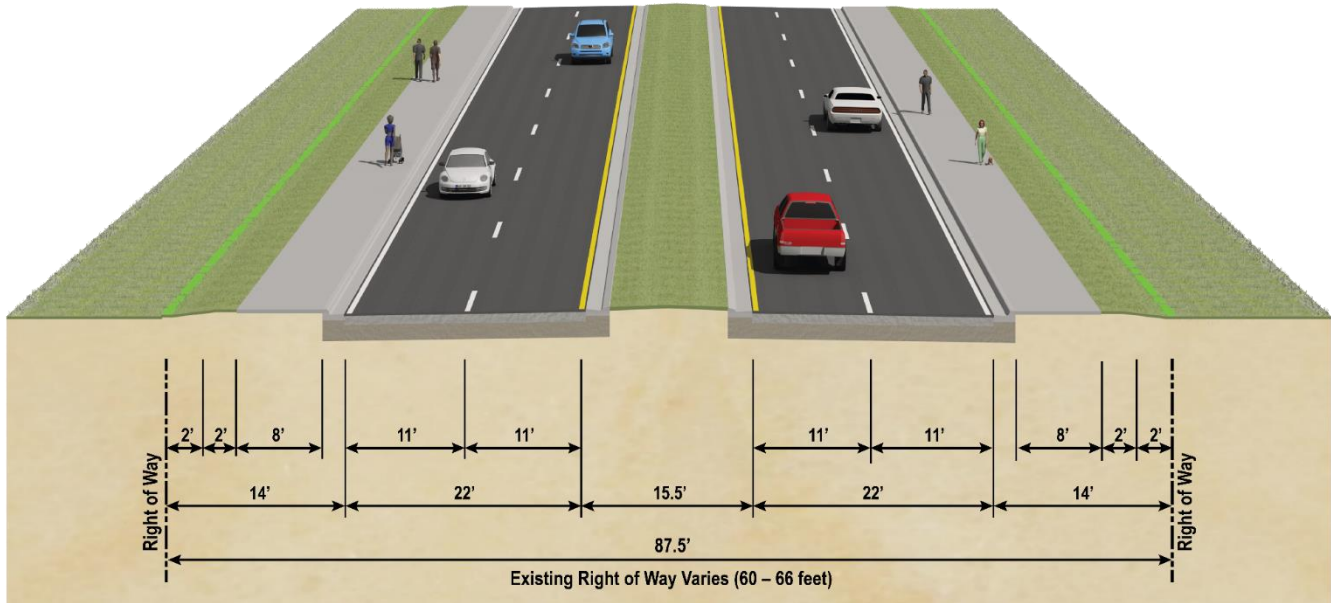 2' 2' 8' 11' 11' 11' 11' 8' 2' 2'
14' 22' 15.5' 22' 14'
Right of Way
Right of Way
87.5'
Existing Right of Way Varies (60 – 66 feet)